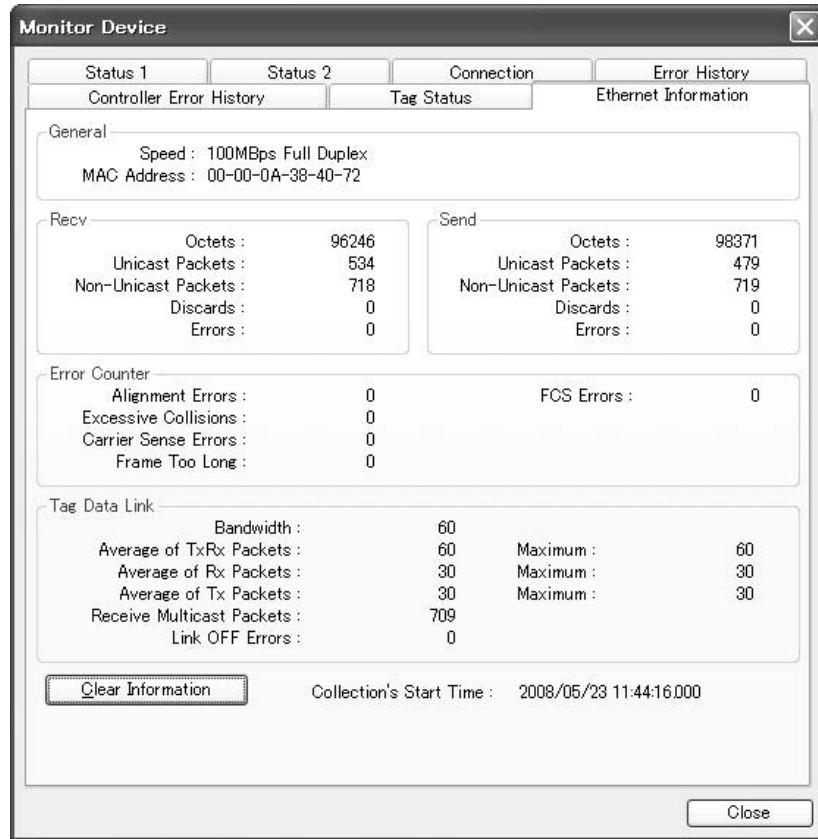 Monitor Device
Status 1 Status 2 Connection Error History
Controller Error History Tag Status Ethernet Information
General
Speed : 100MBps Full Duplex
MAC Address : 00-00-0A-38-40-72
Recv Send
Octets : 96246 Octets : 98371
Unicast Packets : 534 Unicast Packets : 479
Non-Unicast Packets : 718 Non-Unicast Packets : 719
Discards : 0 Discards : 0
Errors : 0 Errors : 0
Error Counter
Alignment Errors : 0 FCS Errors : 0
Excessive Collisions : 0
Carrier Sense Errors : 0
Frame Too Long : 0
Tag Data Link
Bandwidth : 60
Average of TxRx Packets : 60 Maximum : 60
Average of Rx Packets : 30 Maximum : 30
Average of Tx Packets : 30 Maximum : 30
Receive Multicast Packets : 709
Link OFF Errors : 0
Clear Information Collection's Start Time : 2008/05/23 11:44:16.000
Close